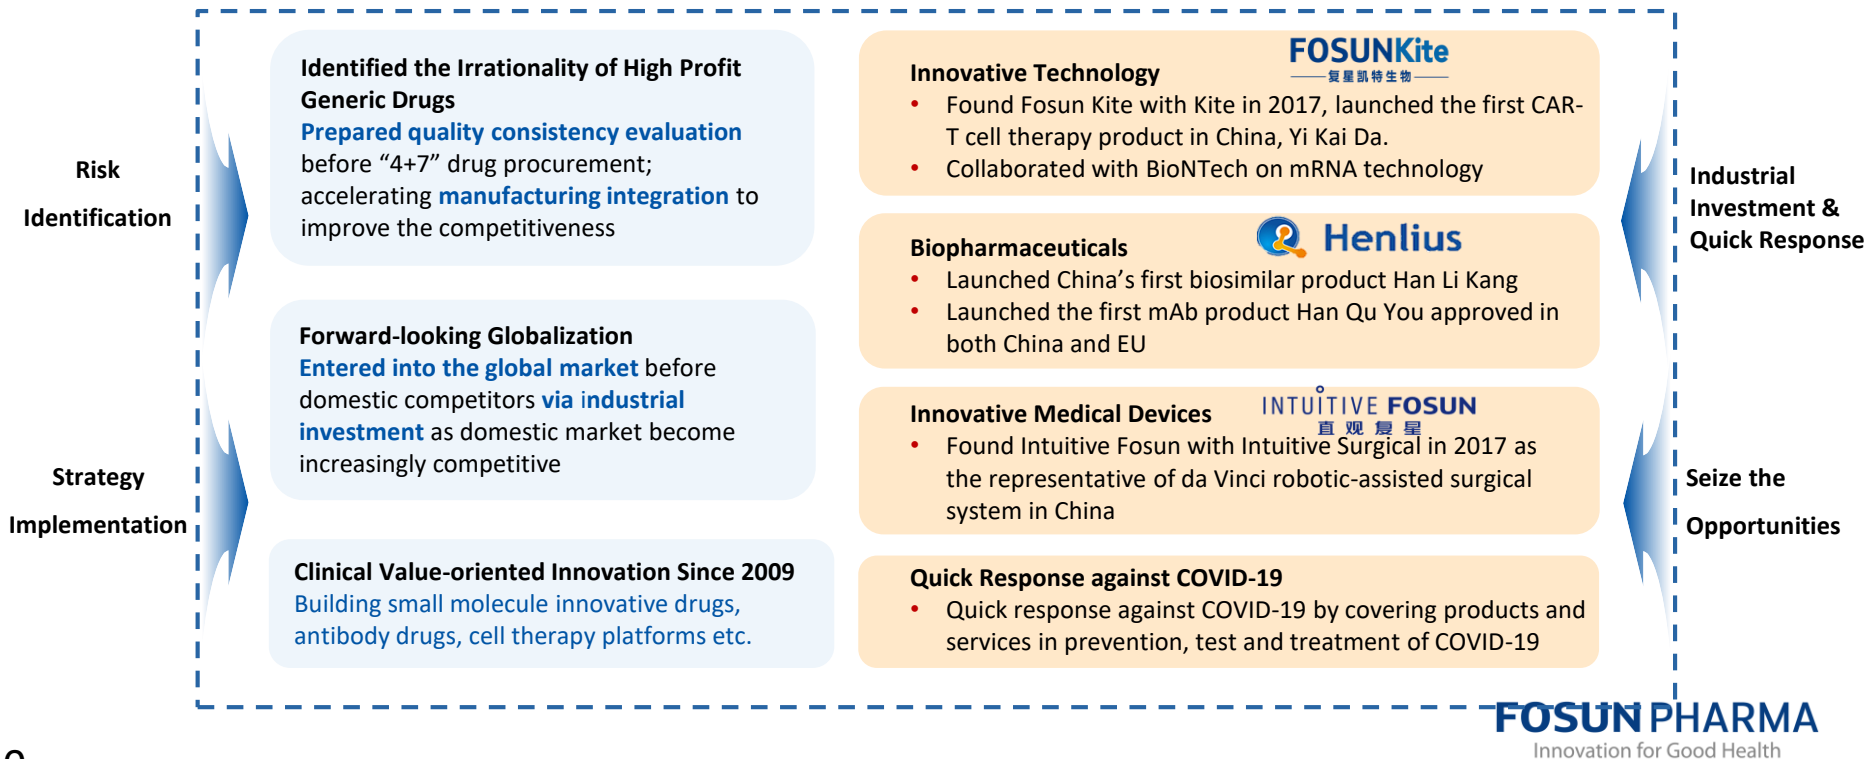 Risk
Identification
Strategy
Implementation
Identified the Irrationality of High Profit
Generic Drugs
Prepared quality consistency evaluation
before “4+7” drug procurement;
accelerating manufacturing integration to
improve the competitiveness
Forward-looking Globalization
Entered into the global market before
domestic competitors via industrial
investment as domestic market become
increasingly competitive
Clinical Value-oriented Innovation Since 2009
Building small molecule innovative drugs,
antibody drugs, cell therapy platforms etc.
FOSUNKite
复星凯特生物
Innovative Technology
• Found Fosun Kite with Kite in 2017, launched the first CAR-
T cell therapy product in China, Yi Kai Da.
• Collaborated with BioNTech on mRNA technology
Henlius
Biopharmaceuticals
• Launched China’s first biosimilar product Han Li Kang
• Launched the first mAb product Han Qu You approved in
both China and EU
INTUITIVE FOSUN
直观复星
Innovative Medical Devices
• Found Intuitive Fosun with Intuitive Surgical in 2017 as
the representative of da Vinci robotic-assisted surgical
system in China
Quick Response against COVID-19
• Quick response against COVID-19 by covering products and
services in prevention, test and treatment of COVID-19
Industrial
Investment &
Quick Response
Seize the
Opportunities
FOSUN PHARMA
Innovation for Good Health